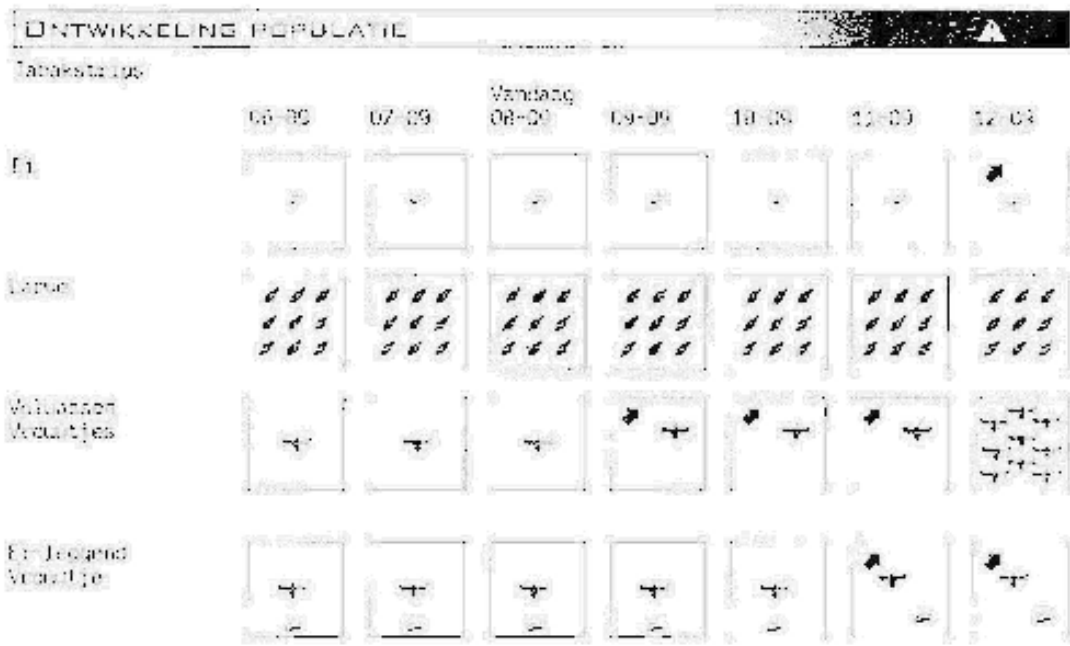 ONTWIKKELING POPULATIE
Tabakstrips
Vandaag
06-09 07-09 08-09 09-09 10-09 11-09 12-09
Ei
Larve
Volwassen
Vrouwtjes
Ei-leggend
Vrouwtje